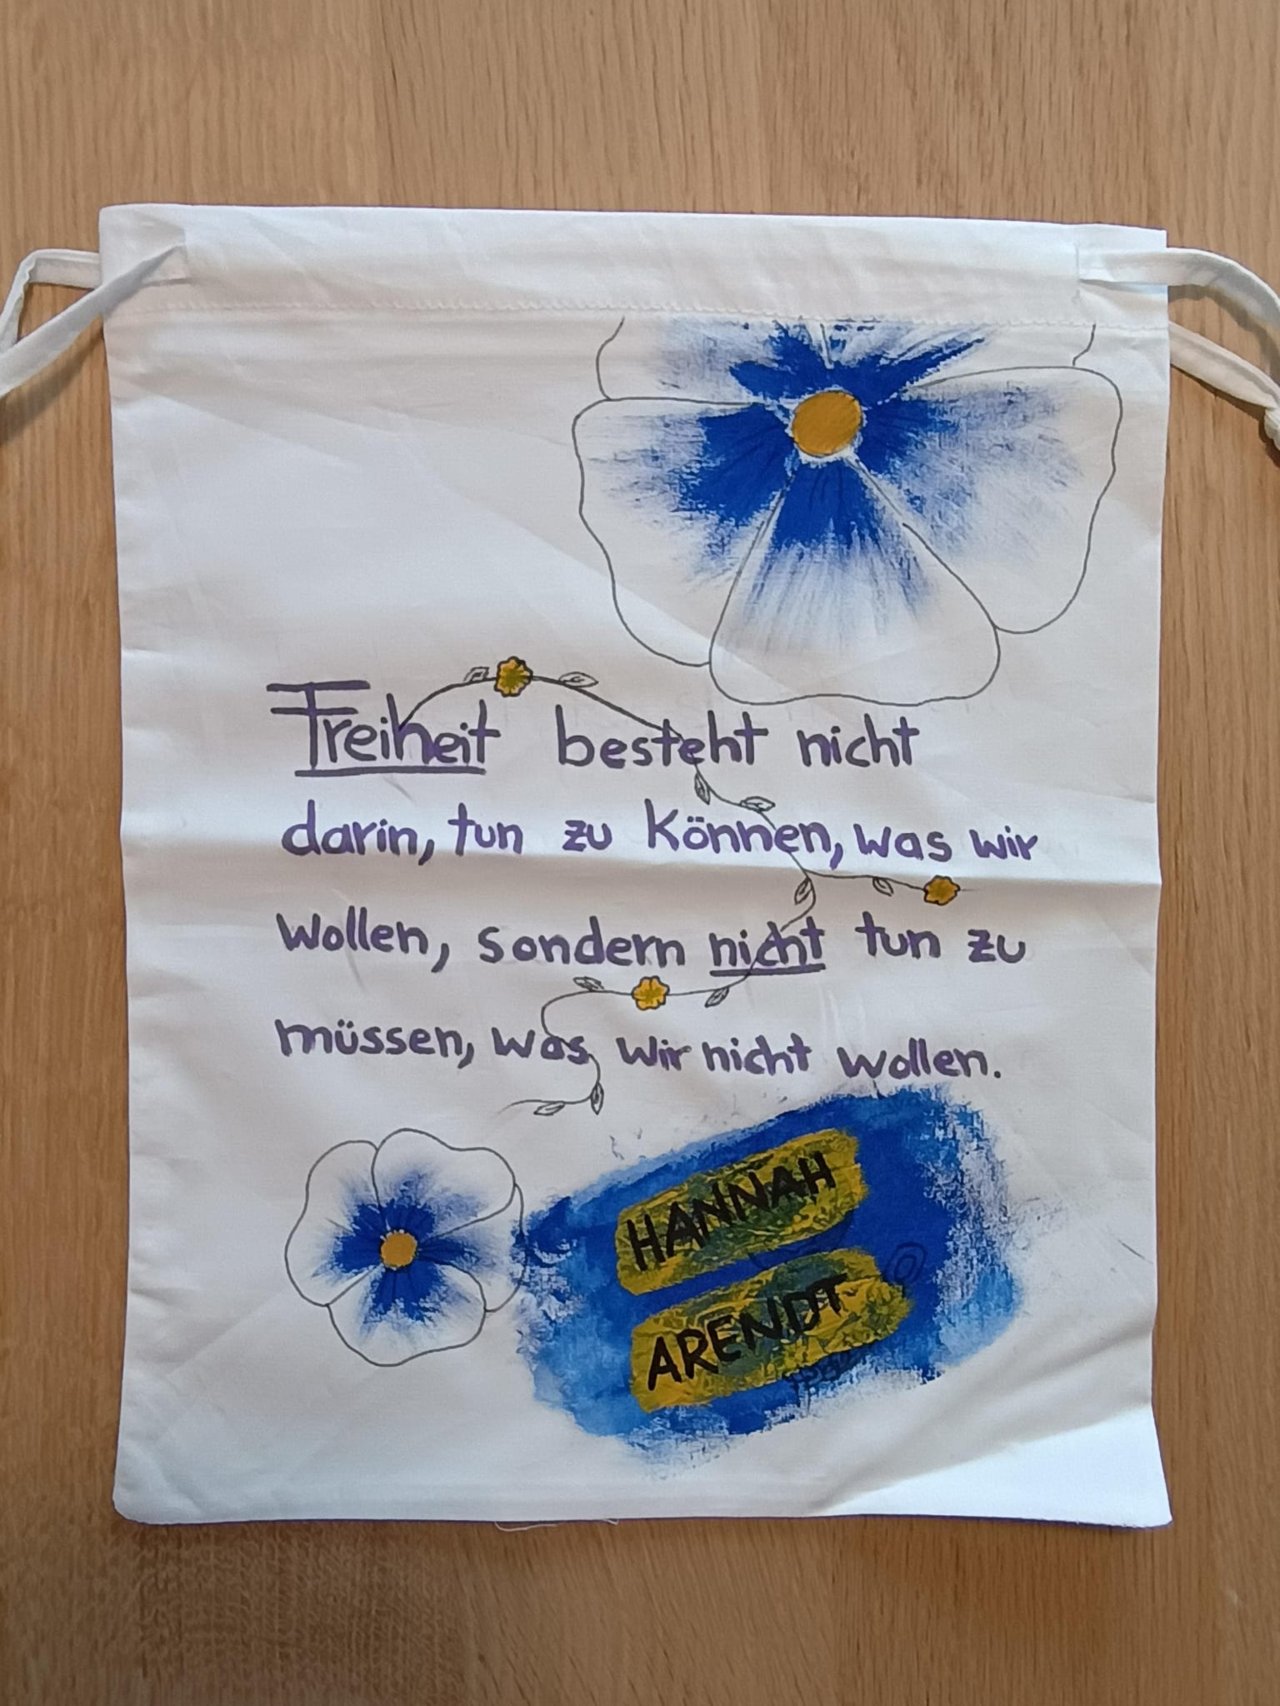 Freiheit besteht nicht
darin, tun zu können, was wir
wollen, sondern nicht tun zu
müssen, was wir nicht wollen.
HANNAH
ARENDT